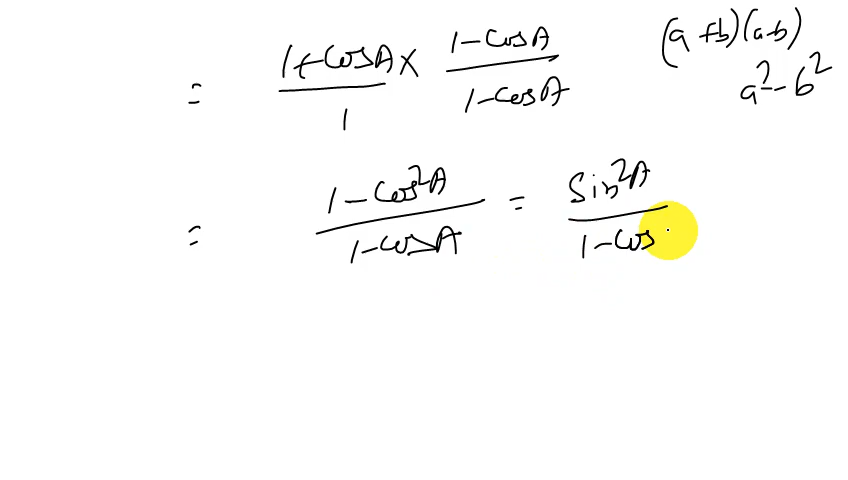 = 1+cosA/1 × 1-cosA/1-cosA (a+b)(a-b)
a²-b²
= 1-cos²A/1-cosA = Sin²A/1-cos